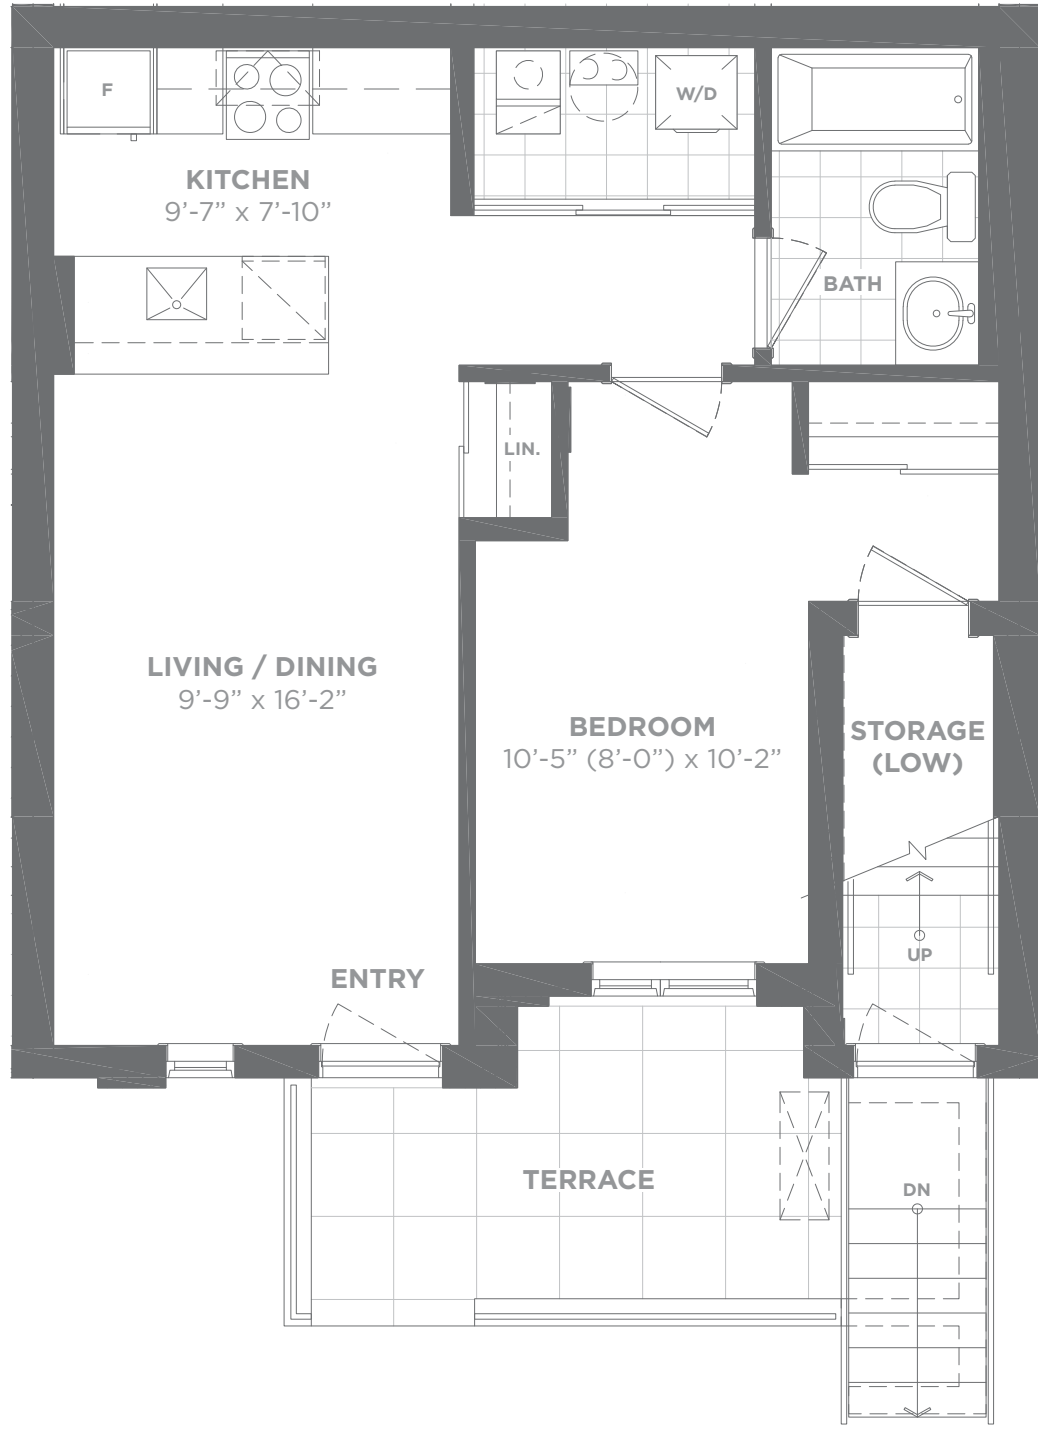 F
W/D
KITCHEN
9’-7” x 7’-10”
BATH
LIN.
LIVING / DINING
9’-9” x 16’-2”
BEDROOM
10’-5” (8’-0”) x 10’-2”
STORAGE
(LOW)
UP
ENTRY
TERRACE
DN